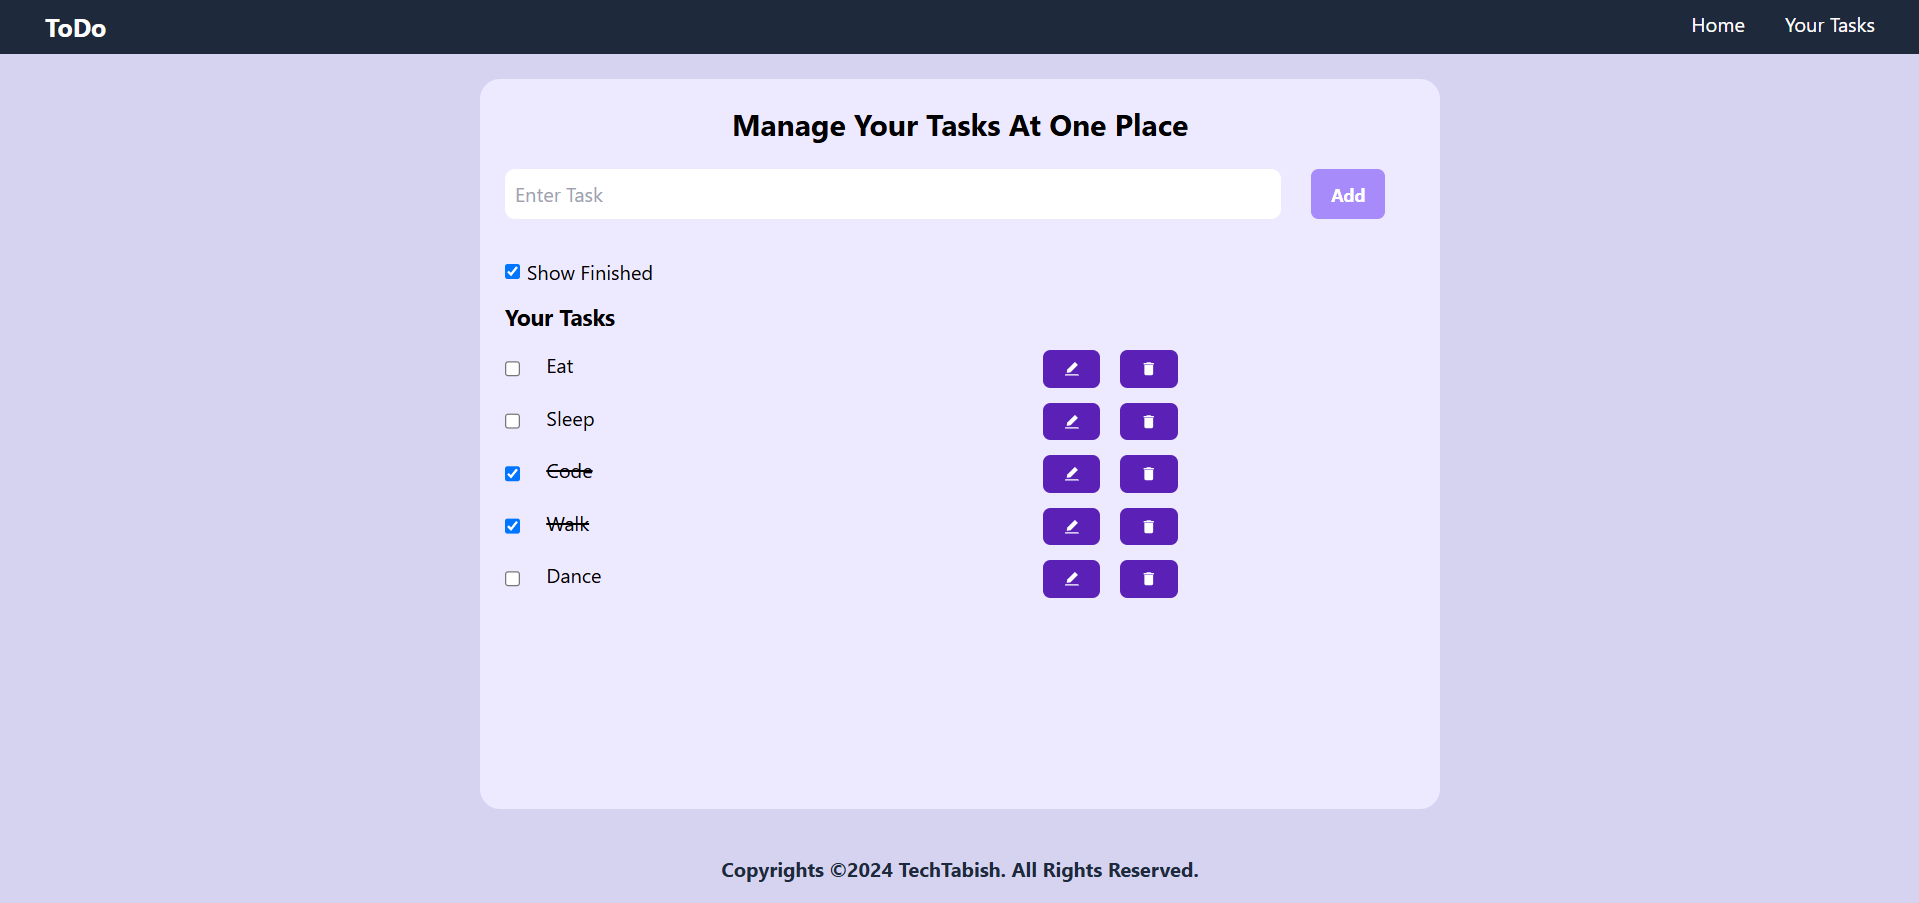 ToDo
Home
Your Tasks
Manage Your Tasks At One Place
Enter Task
Add
Show Finished
Your Tasks
Eat
Sleep
Code
Walk
Dance
Copyrights ©2024 TechTabish. All Rights Reserved.